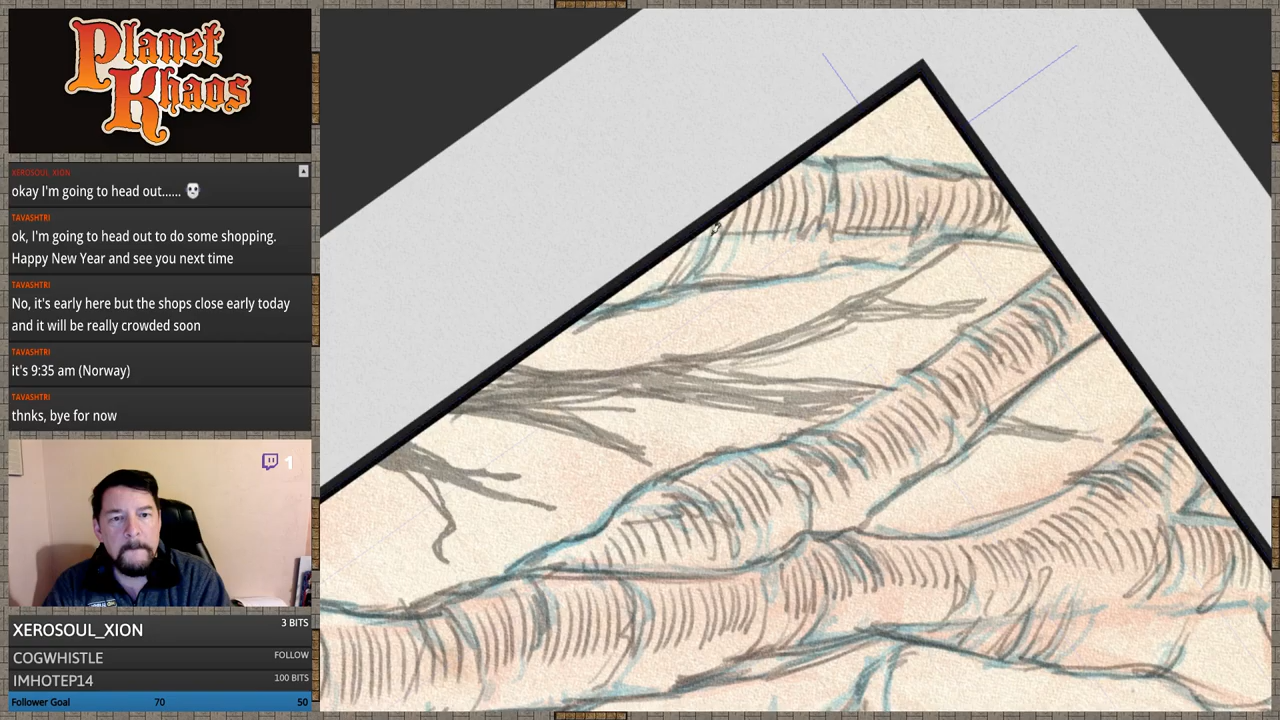 Planet
Khaos
XEROSOUL_XION
okay I'm going to head out......
TAVASHTRI
ok, I'm going to head out to do some shopping.
Happy New Year and see you next time
TAVASHTRI
No, it's early here but the shops close early today
and it will be really crowded soon
TAVASHTRI
it's 9:35 am (Norway)
TAVASHTRI
thnks, bye for now
1
XEROSOUL_XION 3 BITS
COGWHISTLE FOLLOW
IMHOTEP14 100 BITS
Follower Goal 70 50